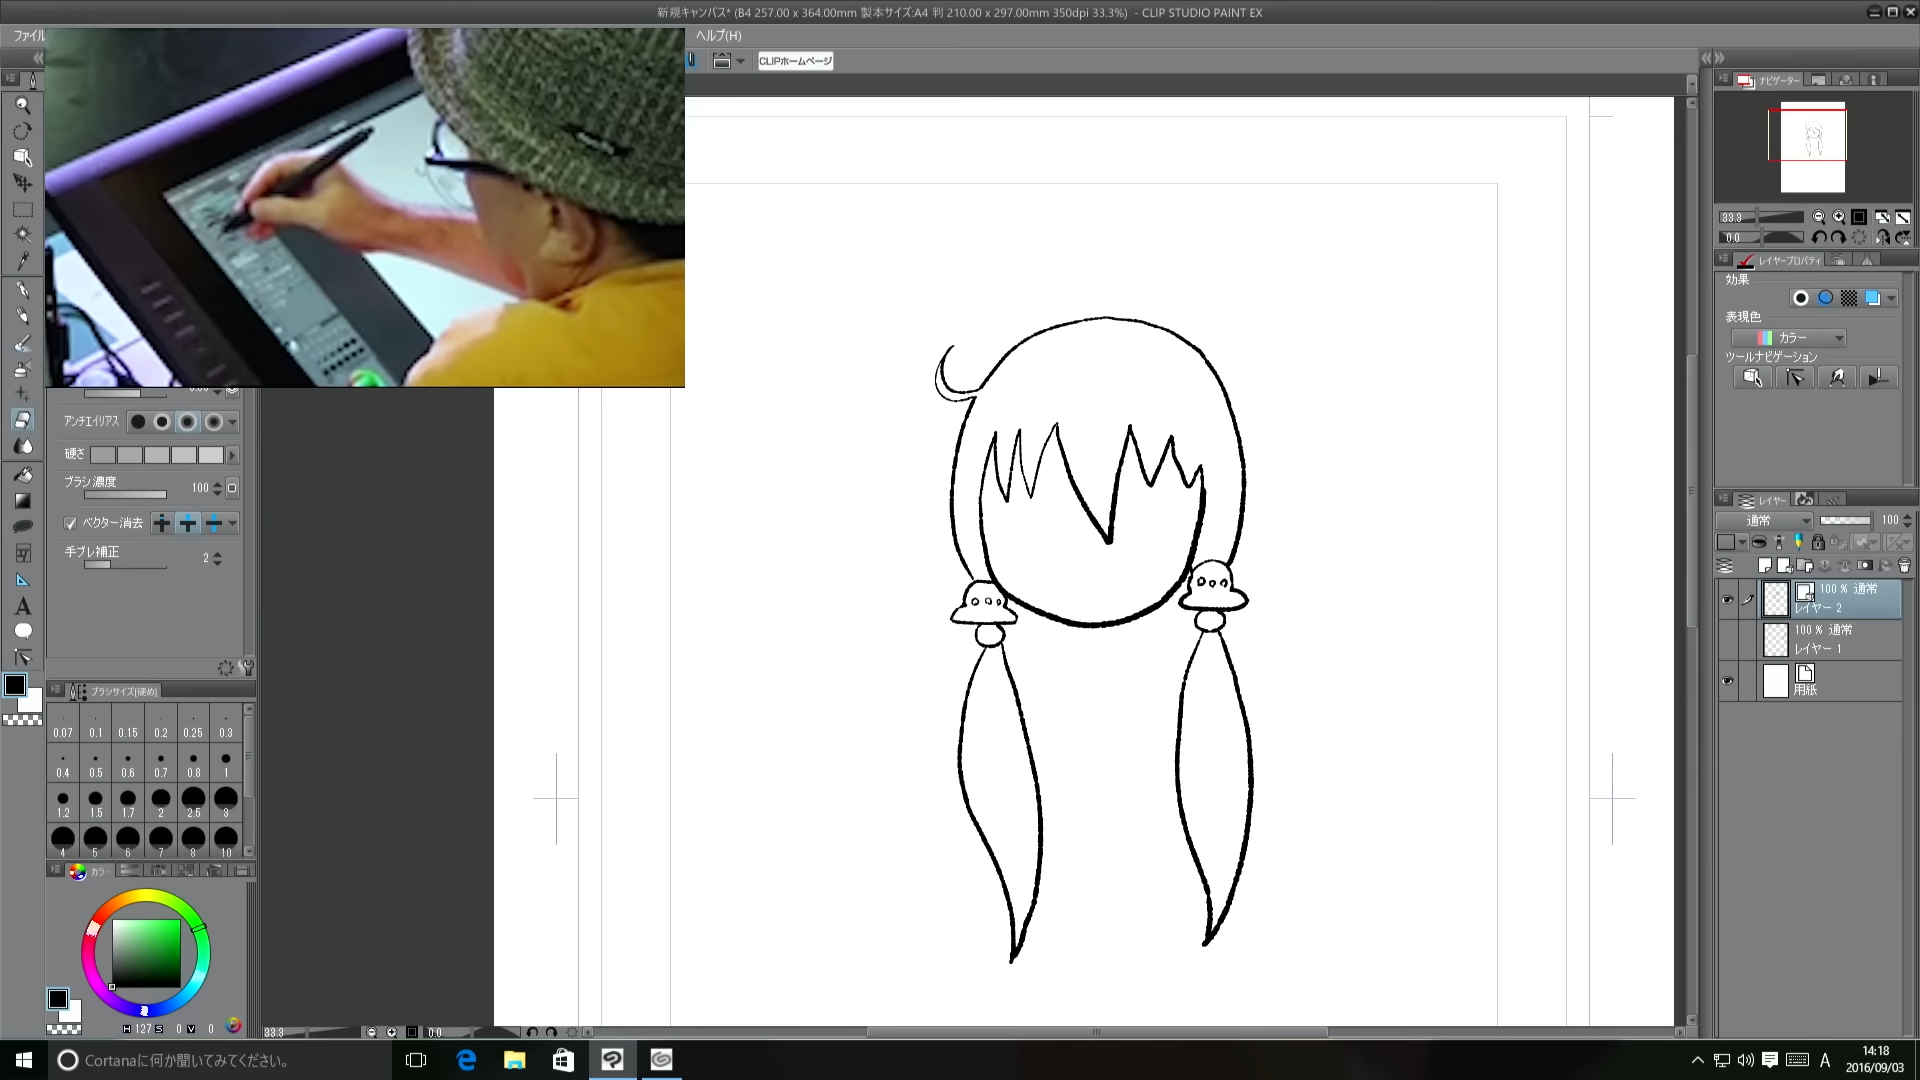 新規キャンバス* (B4 257.00 x 364.00mm 製本サイズ:A4 判 210.00 x 297.00mm 350dpi 33.3%) - CLIP STUDIO PAINT EX
ファイル
ヘルプ(H)
CLIPホームページ
ナビゲーター
33.3
0.0
レイヤープロパティ
効果
表現色
カラー
ツールナビゲーション
アンチエイリアス
硬さ
ブラシ濃度 100
ベクター消去
手ブレ補正 2
レイヤー
通常 100
100 % 通常
レイヤー 2
100 % 通常
レイヤー 1
用紙
ブラシサイズ[硬め]
0.07 0.1 0.15 0.2 0.25 0.3
0.4 0.5 0.6 0.7 0.8 1
1.2 1.5 1.7 2 2.5 3
4 5 6 7 8 10
カラー
H 127 S 0 V 0
33.3 0.0
Cortanaに何か聞いてみてください。
A
14:18
2016/09/03